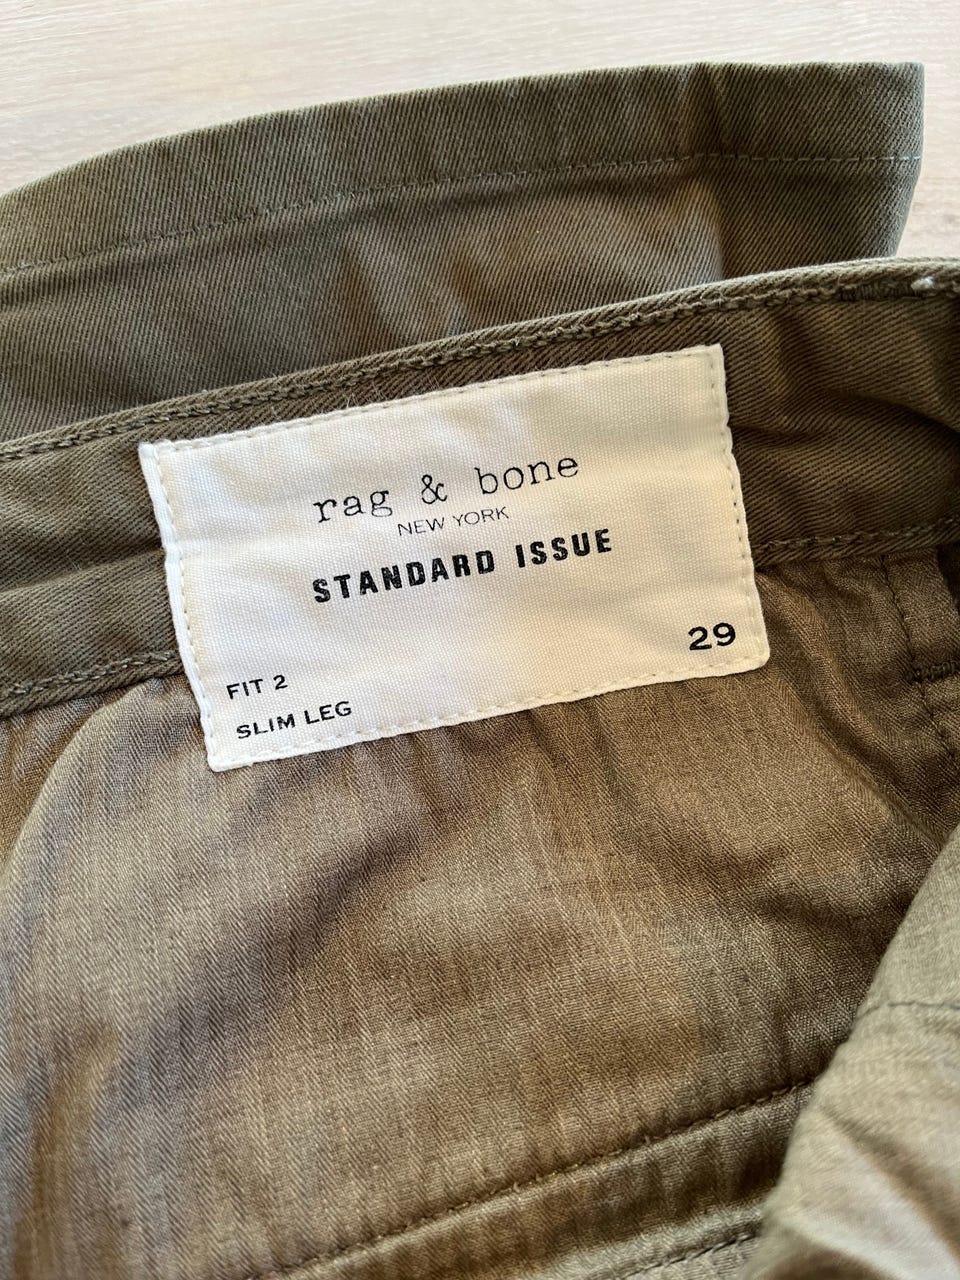 rag & bone
NEW YORK
STANDARD ISSUE
29
FIT 2
SLIM LEG